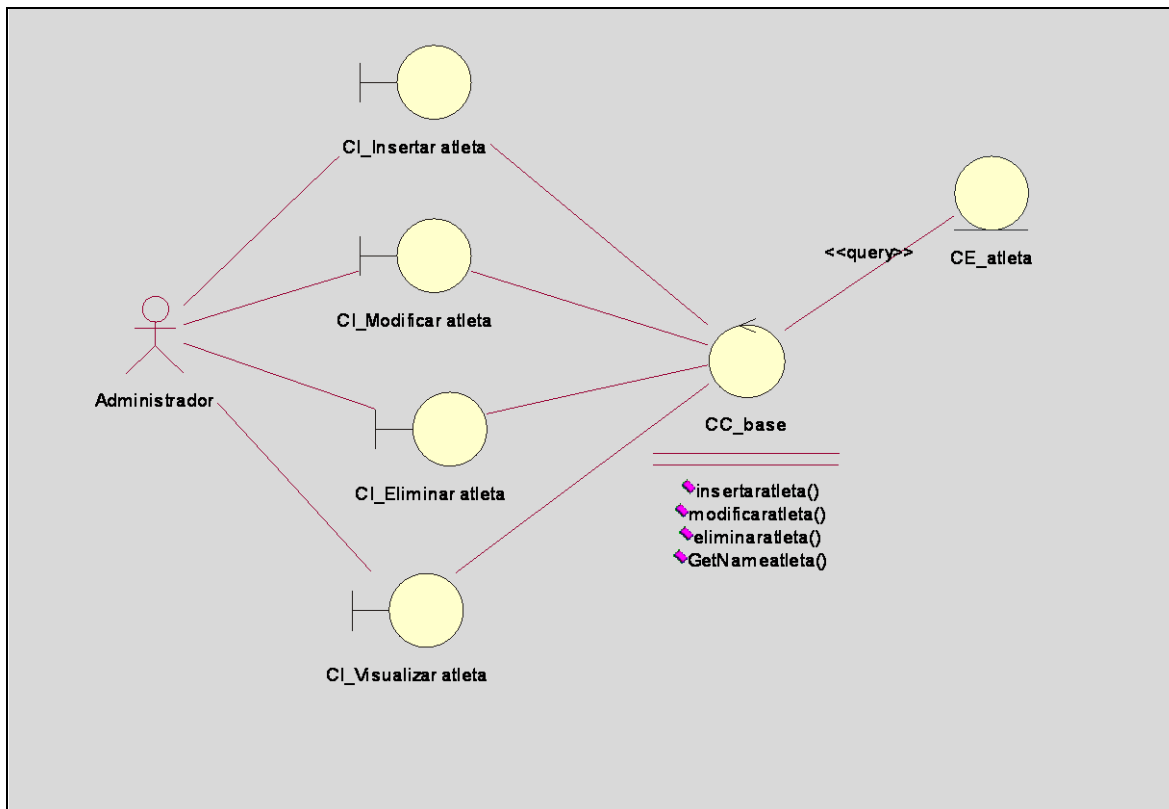 CI_Insertar atleta
<<query>>
CE_atleta
CI_Modificar atleta
Administrador
CC_base
CI_Eliminar atleta
insertaratleta()
modificaratleta()
eliminaratleta()
GetNameatleta()
CI_Visualizar atleta